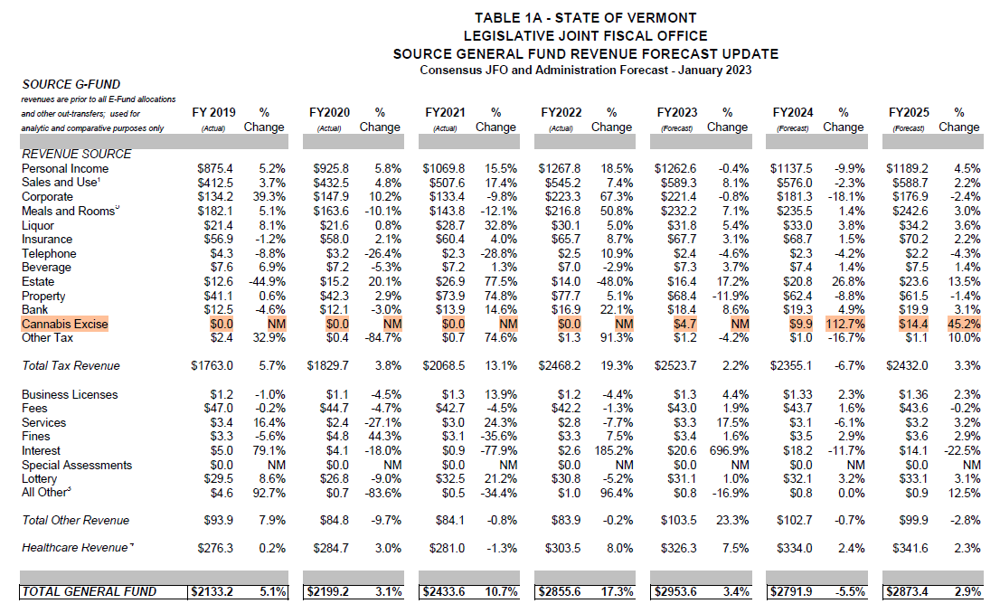 TABLE 1A - STATE OF VERMONT
LEGISLATIVE JOINT FISCAL OFFICE
SOURCE GENERAL FUND REVENUE FORECAST UPDATE
Consensus JFO and Administration Forecast - January 2023
SOURCE G-FUND
revenues are prior to all E-Fund allocations
and other out-transfers; used for FY 2019 % FY2020 % FY2021 % FY2022 % FY2023 % FY2024 % FY2025 %
analytic and comparative purposes only (Actual) Change (Actual) Change (Actual) Change (Actual) Change (Forecast) Change (Forecast) Change (Forecast) Change
REVENUE SOURCE
Personal Income $875.4 5.2% $925.8 5.8% $1069.8 15.5% $1267.8 18.5% $1262.6 -0.4% $1137.5 -9.9% $1189.2 4.5%
Sales and Use¹ $412.5 3.7% $432.5 4.8% $507.6 17.4% $545.2 7.4% $589.3 8.1% $576.0 -2.3% $588.7 2.2%
Corporate $134.2 39.3% $147.9 10.2% $133.4 -9.8% $223.3 67.3% $221.4 -0.8% $181.3 -18.1% $176.9 -2.4%
Meals and Rooms $182.1 5.1% $163.6 -10.1% $143.8 -12.1% $216.8 50.8% $232.2 7.1% $235.5 1.4% $242.6 3.0%
Liquor $21.4 8.1% $21.6 0.8% $28.7 32.8% $30.1 5.0% $31.8 5.4% $33.0 3.8% $34.2 3.6%
Insurance $56.9 -1.2% $58.0 2.1% $60.4 4.0% $65.7 8.7% $67.7 3.1% $68.7 1.5% $70.2 2.2%
Telephone $4.3 -8.8% $3.2 -26.4% $2.3 -28.8% $2.5 10.9% $2.4 -4.6% $2.3 -4.2% $2.2 -4.3%
Beverage $7.6 6.9% $7.2 -5.3% $7.2 1.3% $7.0 -2.9% $7.3 3.7% $7.4 1.4% $7.5 1.4%
Estate $12.6 -44.9% $15.2 20.1% $26.9 77.5% $14.0 -48.0% $16.4 17.2% $20.8 26.8% $23.6 13.5%
Property $41.1 0.6% $42.3 2.9% $73.9 74.8% $77.7 5.1% $68.4 -11.9% $62.4 -8.8% $61.5 -1.4%
Bank $12.5 -4.6% $12.1 -3.0% $13.9 14.6% $16.9 22.1% $18.4 8.6% $19.3 4.9% $19.9 3.1%
Cannabis Excise $0.0 NM $0.0 NM $0.0 NM $0.0 NM $4.7 NM $9.9 112.7% $14.4 45.2%
Other Tax $2.4 32.9% $0.4 -84.7% $0.7 74.6% $1.3 91.3% $1.2 -4.2% $1.0 -16.7% $1.1 10.0%
Total Tax Revenue $1763.0 5.7% $1829.7 3.8% $2068.5 13.1% $2468.2 19.3% $2523.7 2.2% $2355.1 -6.7% $2432.0 3.3%
Business Licenses $1.2 -1.0% $1.1 -4.5% $1.3 13.9% $1.2 -4.4% $1.3 4.4% $1.33 2.3% $1.36 2.3%
Fees $47.0 -0.2% $44.7 -4.7% $42.7 -4.5% $42.2 -1.3% $43.0 1.9% $43.7 1.6% $43.6 -0.2%
Services $3.4 16.4% $2.4 -27.1% $3.0 24.3% $2.8 -7.7% $3.3 17.5% $3.1 -6.1% $3.2 3.2%
Fines $3.3 -5.6% $4.8 44.3% $3.1 -35.6% $3.3 7.5% $3.4 1.6% $3.5 2.9% $3.6 2.9%
Interest $5.0 79.1% $4.1 -18.0% $0.9 -77.9% $2.6 185.2% $20.6 696.9% $18.2 -11.7% $14.1 -22.5%
Special Assessments $0.0 NM $0.0 NM $0.0 NM $0.0 NM $0.0 NM $0.0 NM $0.0 NM
Lottery $29.5 8.6% $26.8 -9.0% $32.5 21.2% $30.8 -5.2% $31.1 1.0% $32.1 3.2% $33.1 3.1%
All Other³ $4.6 92.7% $0.7 -83.6% $0.5 -34.4% $1.0 96.4% $0.8 -16.9% $0.8 0.0% $0.9 12.5%
Total Other Revenue $93.9 7.9% $84.8 -9.7% $84.1 -0.8% $83.9 -0.2% $103.5 23.3% $102.7 -0.7% $99.9 -2.8%
Healthcare Revenue $276.3 0.2% $284.7 3.0% $281.0 -1.3% $303.5 8.0% $326.3 7.5% $334.0 2.4% $341.6 2.3%
TOTAL GENERAL FUND $2133.2 5.1% $2199.2 3.1% $2433.6 10.7% $2855.6 17.3% $2953.6 3.4% $2791.9 -5.5% $2873.4 2.9%